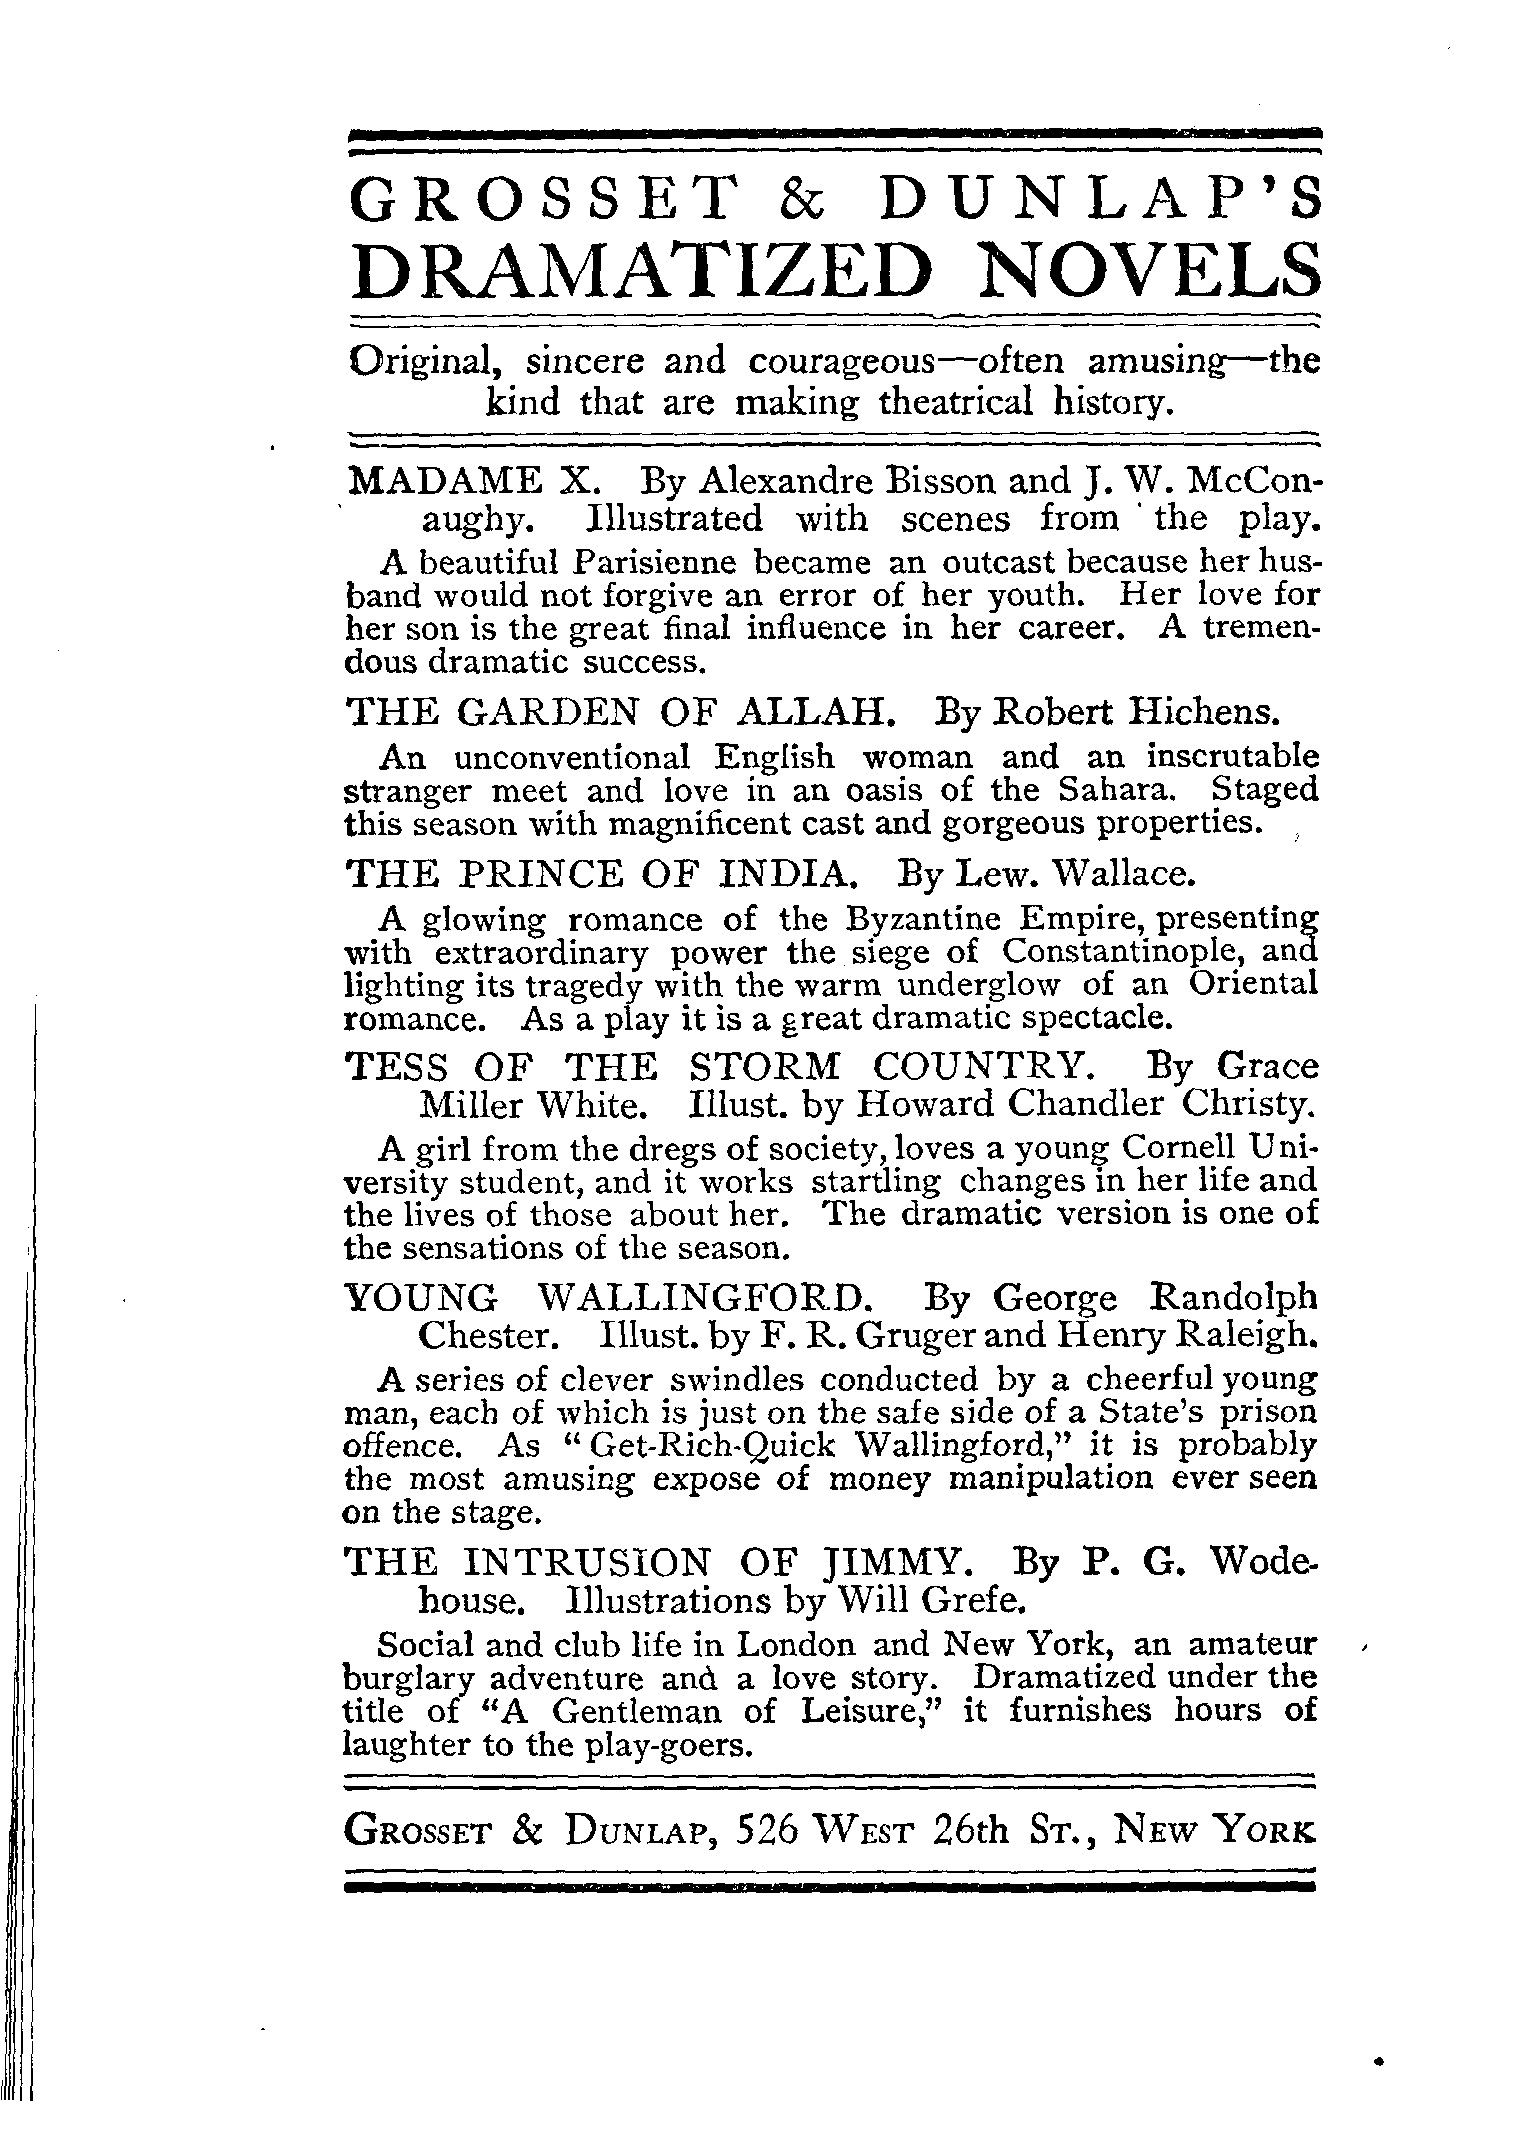 GROSSET & DUNLAP'S
DRAMATIZED NOVELS
Original, sincere and courageous—often amusing—the
kind that are making theatrical history.
MADAME X. By Alexandre Bisson and J. W. McCon-
aughy. Illustrated with scenes from the play.
A beautiful Parisienne became an outcast because her hus-
band would not forgive an error of her youth. Her love for
her son is the great final influence in her career. A tremen-
dous dramatic success.
THE GARDEN OF ALLAH. By Robert Hichens.
An unconventional English woman and an inscrutable
stranger meet and love in an oasis of the Sahara. Staged
this season with magnificent cast and gorgeous properties.
THE PRINCE OF INDIA. By Lew. Wallace.
A glowing romance of the Byzantine Empire, presenting
with extraordinary power the siege of Constantinople, and
lighting its tragedy with the warm underglow of an Oriental
romance. As a play it is a great dramatic spectacle.
TESS OF THE STORM COUNTRY. By Grace
Miller White. Illust. by Howard Chandler Christy.
A girl from the dregs of society, loves a young Cornell Uni-
versity student, and it works startling changes in her life and
the lives of those about her. The dramatic version is one of
the sensations of the season.
YOUNG WALLINGFORD. By George Randolph
Chester. Illust. by F. R. Gruger and Henry Raleigh.
A series of clever swindles conducted by a cheerful young
man, each of which is just on the safe side of a State's prison
offence. As "Get-Rich-Quick Wallingford," it is probably
the most amusing expose of money manipulation ever seen
on the stage.
THE INTRUSION OF JIMMY. By P. G. Wode-
house. Illustrations by Will Grefe.
Social and club life in London and New York, an amateur
burglary adventure and a love story. Dramatized under the
title of "A Gentleman of Leisure," it furnishes hours of
laughter to the play-goers.
GROSSET & DUNLAP, 526 WEST 26th ST., NEW YORK